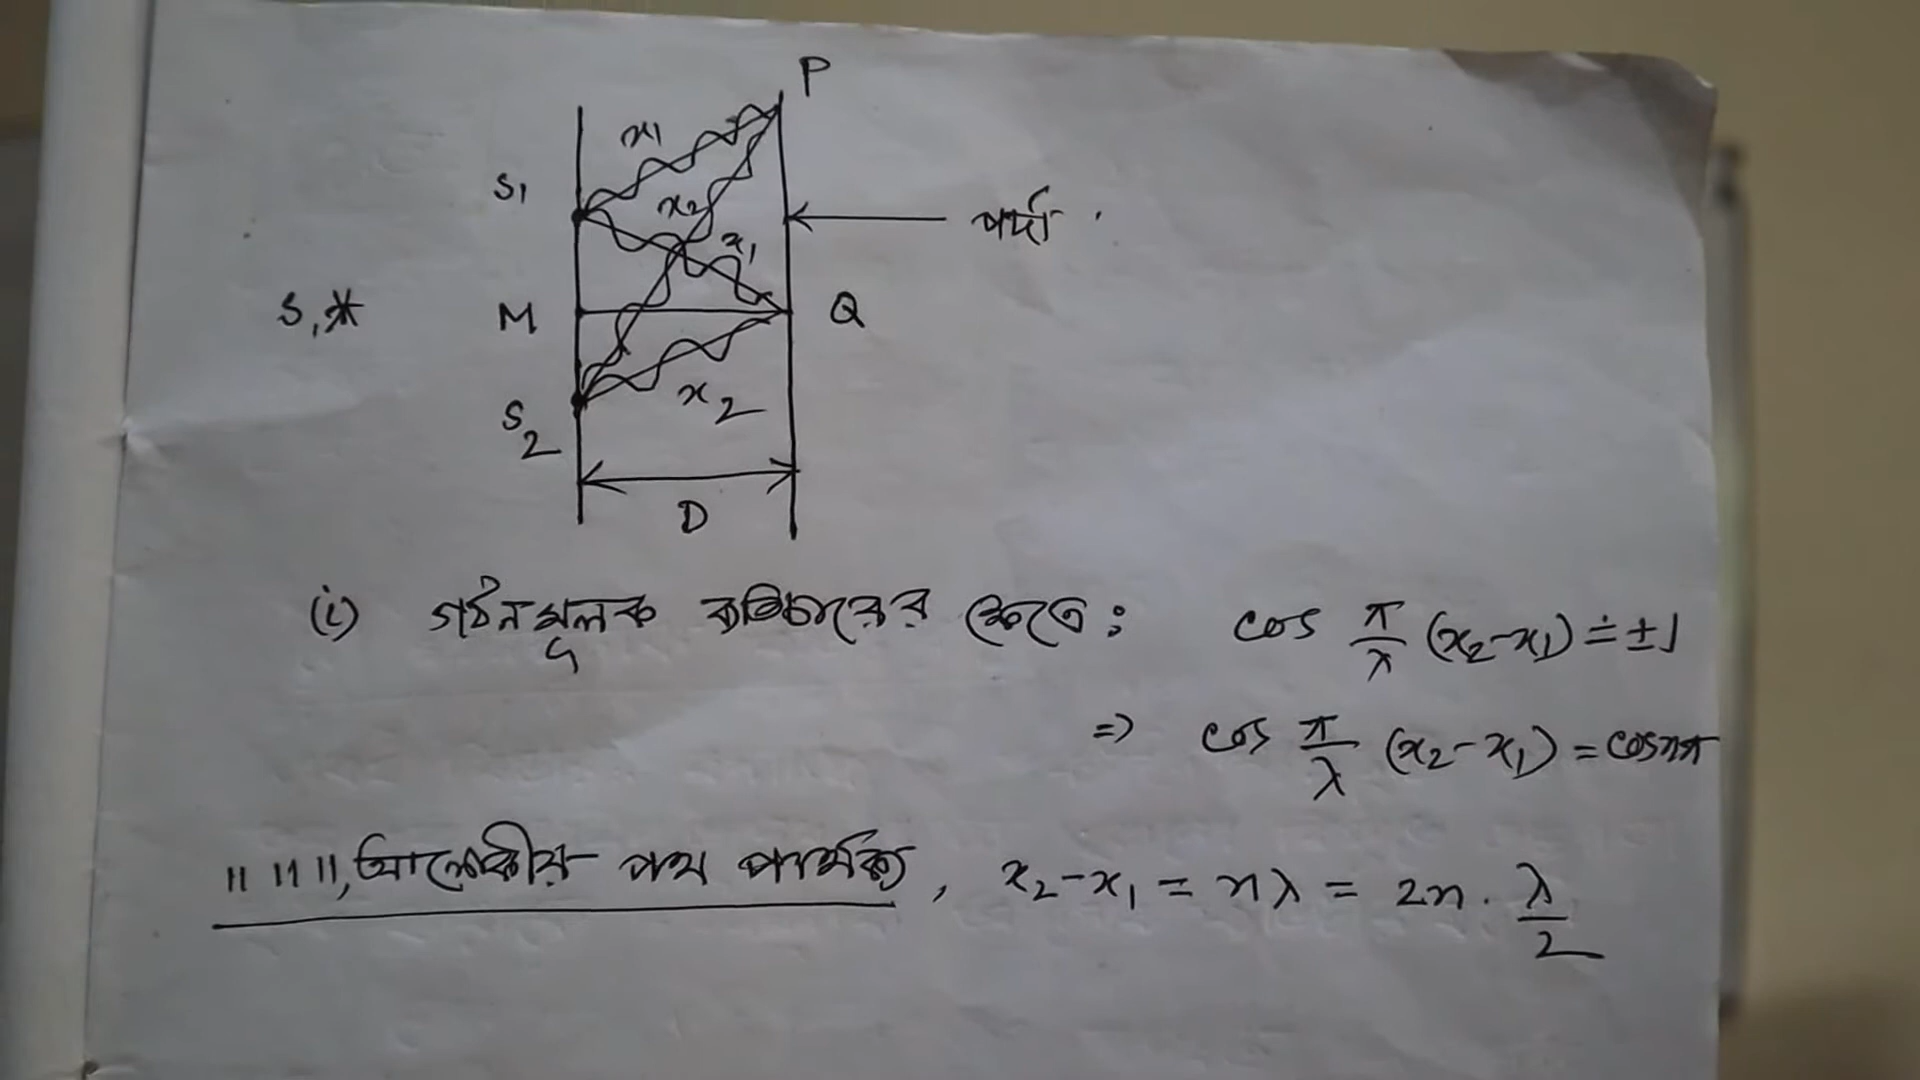 P
x₁
S₁
x₂
পর্দা
x₁
S, *
M
Q
x₂
S₂
D
(i) গঠনমূলক ব্যতিচারের ক্ষেত্রে : cos π/λ (x₂-x₁) = ±1
=> cos π/λ (x₂-x₁) = cos nπ
" " ", আলোকীয় পথ পার্থক্য, x₂-x₁ = nλ = 2n. λ/2